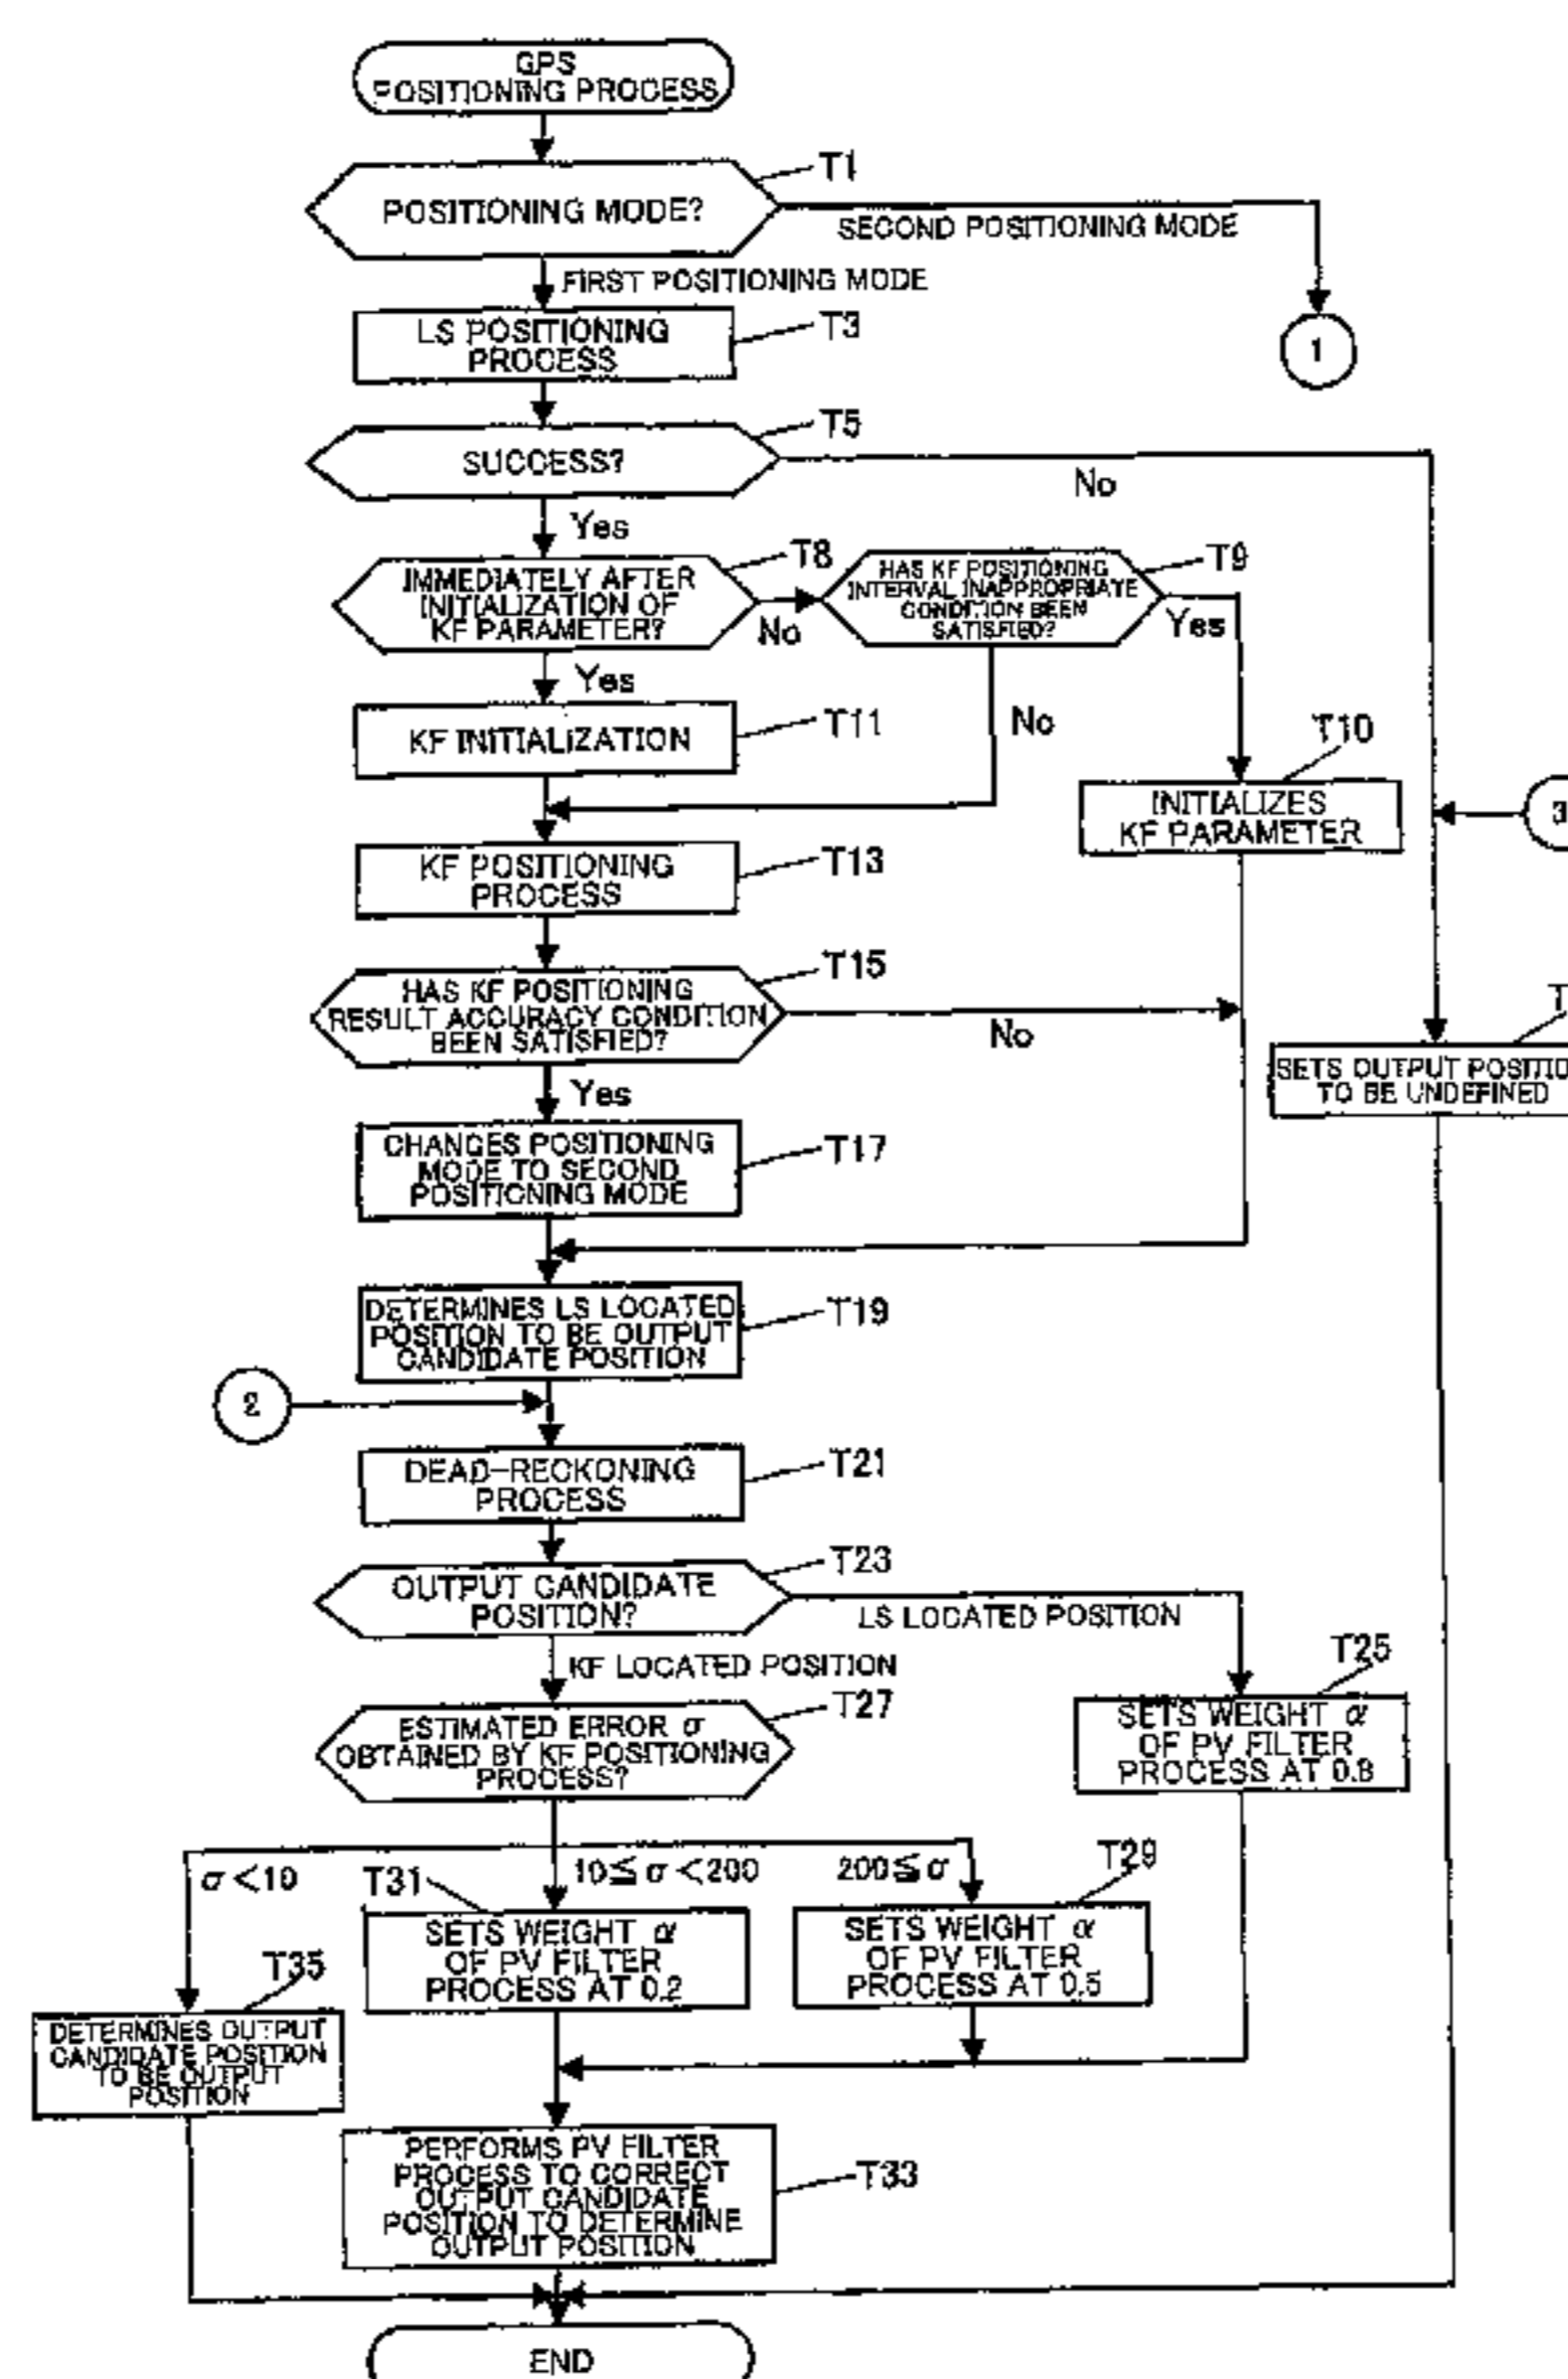 GPS
POSITIONING PROCESS
T1
POSITIONING MODE?
SECOND POSITIONING MODE
FIRST POSITIONING MODE
1
LS POSITIONING
PROCESS
T3
T5
SUCCESS?
No
Yes
T8
IMMEDIATELY AFTER
INITIALIZATION OF
KF PARAMETER?
No
T9
HAS KF POSITIONING
INTERVAL INAPPROPRIATE
CONDITION BEEN
SATISFIED?
Yes
Yes
No
KF INITIALIZATION
T11
T10
INITIALIZES
KF PARAMETER
3
KF POSITIONING
PROCESS
T13
T15
HAS KF POSITIONING
RESULT ACCURACY CONDITION
BEEN SATISFIED?
No
Yes
T
SETS OUTPUT POSITIO
TO BE UNDEFINED
CHANGES POSITIONING
MODE TO SECOND
POSITIONING MODE
T17
DETERMINES LS LOCATED
POSITION TO BE OUTPUT
CANDIDATE POSITION
T19
2
DEAD-RECKONING
PROCESS
T21
T23
OUTPUT CANDIDATE
POSITION?
LS LOCATED POSITION
KF LOCATED POSITION
T25
SETS WEIGHT α
OF PV FILTER
PROCESS AT 0.8
T27
ESTIMATED ERROR σ
OBTAINED BY KF POSITIONING
PROCESS?
σ<10
T31
10≦σ<200
200≦σ
T29
SETS WEIGHT α
OF PV FILTER
PROCESS AT 0.2
SETS WEIGHT α
OF PV FILTER
PROCESS AT 0.5
T35
DETERMINES OUTPUT
CANDIDATE POSITION
TO BE OUTPUT
POSITION
PERFORMS PV FILTER
PROCESS TO CORRECT
OUTPUT CANDIDATE
POSITION TO DETERMINE
OUTPUT POSITION
T33
END